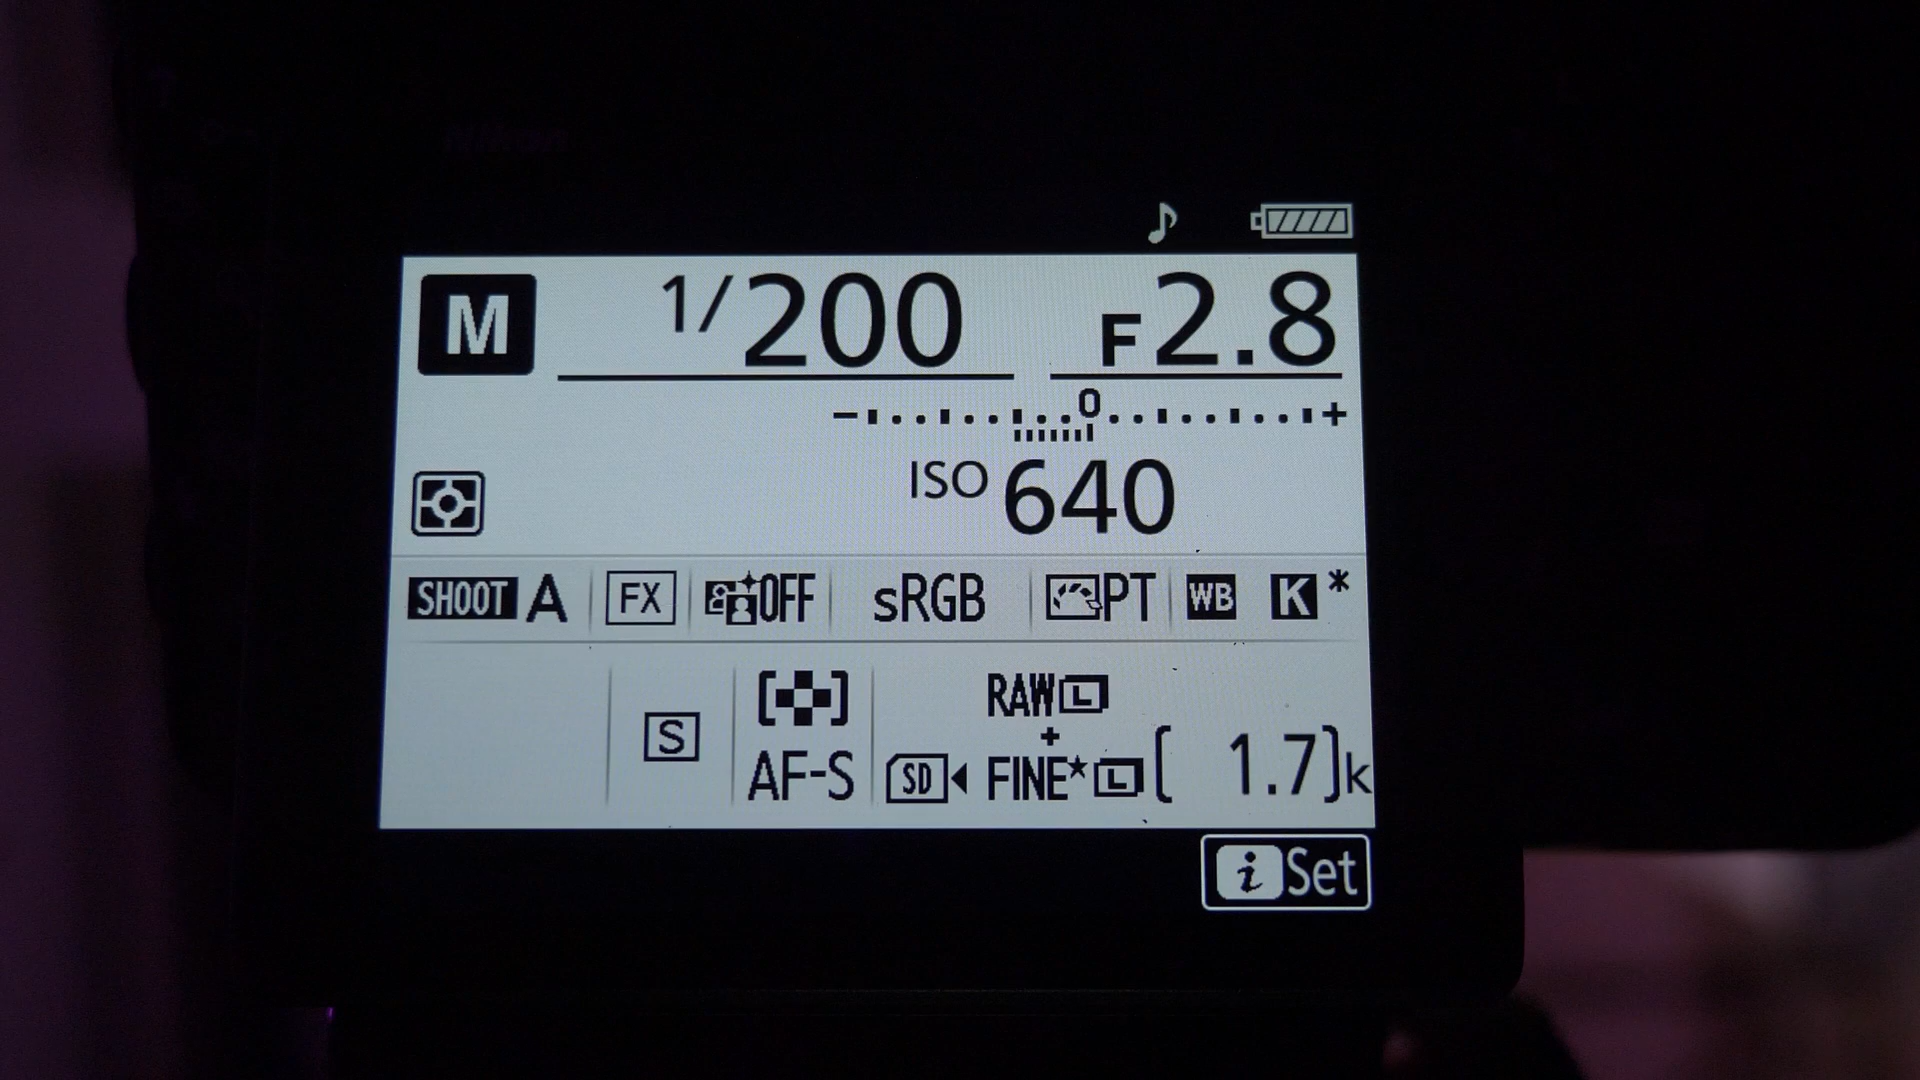 Nikon
M 1/200 F2.8
- 0 +
ISO 640
SHOOT A FX OFF sRGB PT WB K *
[ ] RAW L
S +
AF-S SD FINE★ L [ 1.7]k
i Set